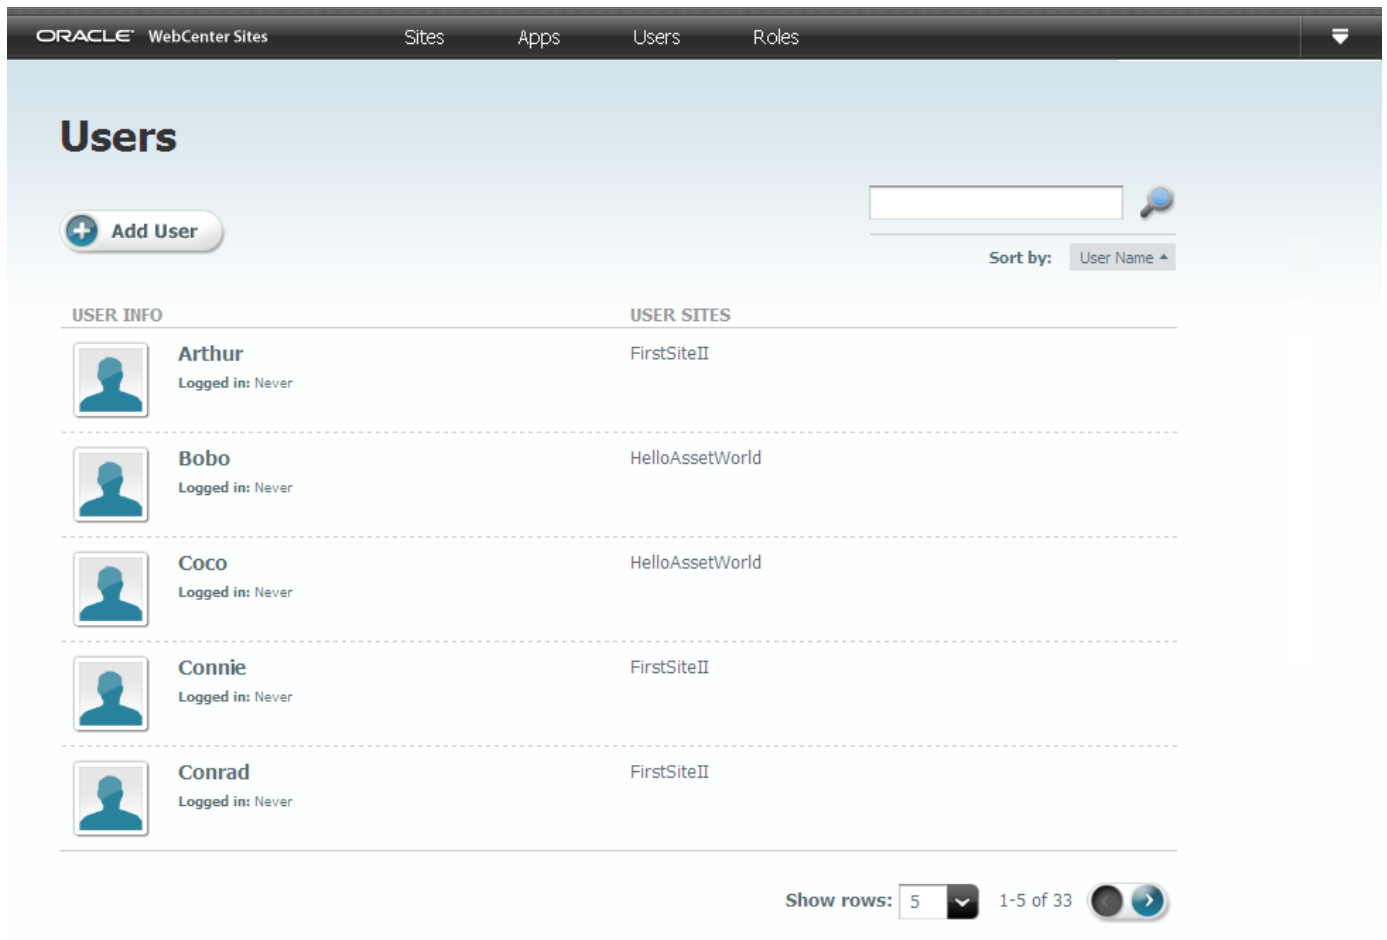 ORACLE WebCenter Sites Sites Apps Users Roles
Users
Add User
Sort by: User Name
USER INFO USER SITES
Arthur FirstSiteII
Logged in: Never
Bobo HelloAssetWorld
Logged in: Never
Coco HelloAssetWorld
Logged in: Never
Connie FirstSiteII
Logged in: Never
Conrad FirstSiteII
Logged in: Never
Show rows: 5 1-5 of 33